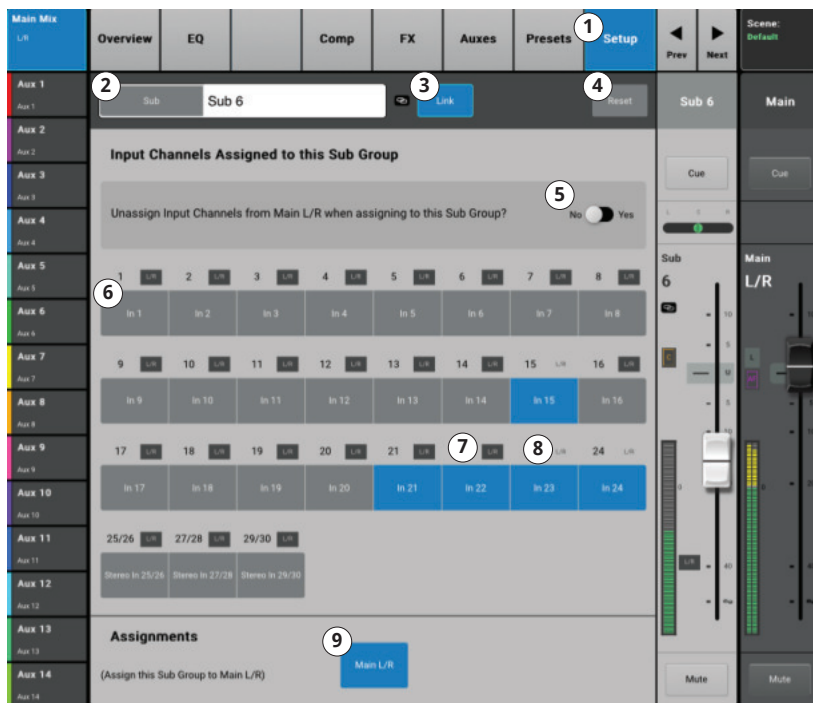 Main Mix
L/R
Overview EQ Comp FX Auxes Presets 1 Setup Prev Next
Scene:
Default
Aux 1
Aux 1
Aux 2
Aux 2
Aux 3
Aux 3
Aux 4
Aux 4
Aux 5
Aux 5
Aux 6
Aux 6
Aux 7
Aux 7
Aux 8
Aux 8
Aux 9
Aux 9
Aux 10
Aux 10
Aux 11
Aux 11
Aux 12
Aux 12
Aux 13
Aux 13
Aux 14
Aux 14
2 Sub Sub 6 3 Link 4 Reset
Input Channels Assigned to this Sub Group
5
Unassign Input Channels from Main L/R when assigning to this Sub Group? No Yes
1 L/R 2 L/R 3 L/R 4 L/R 5 L/R 6 L/R 7 L/R 8 L/R
6
In 1 In 2 In 3 In 4 In 5 In 6 In 7 In 8
9 L/R 10 L/R 11 L/R 12 L/R 13 L/R 14 L/R 15 L/R 16 L/R
In 9 In 10 In 11 In 12 In 13 In 14 In 15 In 16
17 L/R 18 L/R 19 L/R 20 L/R 21 L/R 7 L/R 8 L/R 24 L/R
In 17 In 18 In 19 In 20 In 21 In 22 In 23 In 24
25/26 L/R 27/28 L/R 29/30 L/R
Stereo In 25/26 Stereo In 27/28 Stereo In 29/30
Assignments
(Assign this Sub Group to Main L/R)
9
Main L/R
Sub 6
Cue
L S R
Sub
6
C
10
5
U
5
10
0
L/R
40
Mute
Main
Cue
Main
L/R
L
M
0
Mute